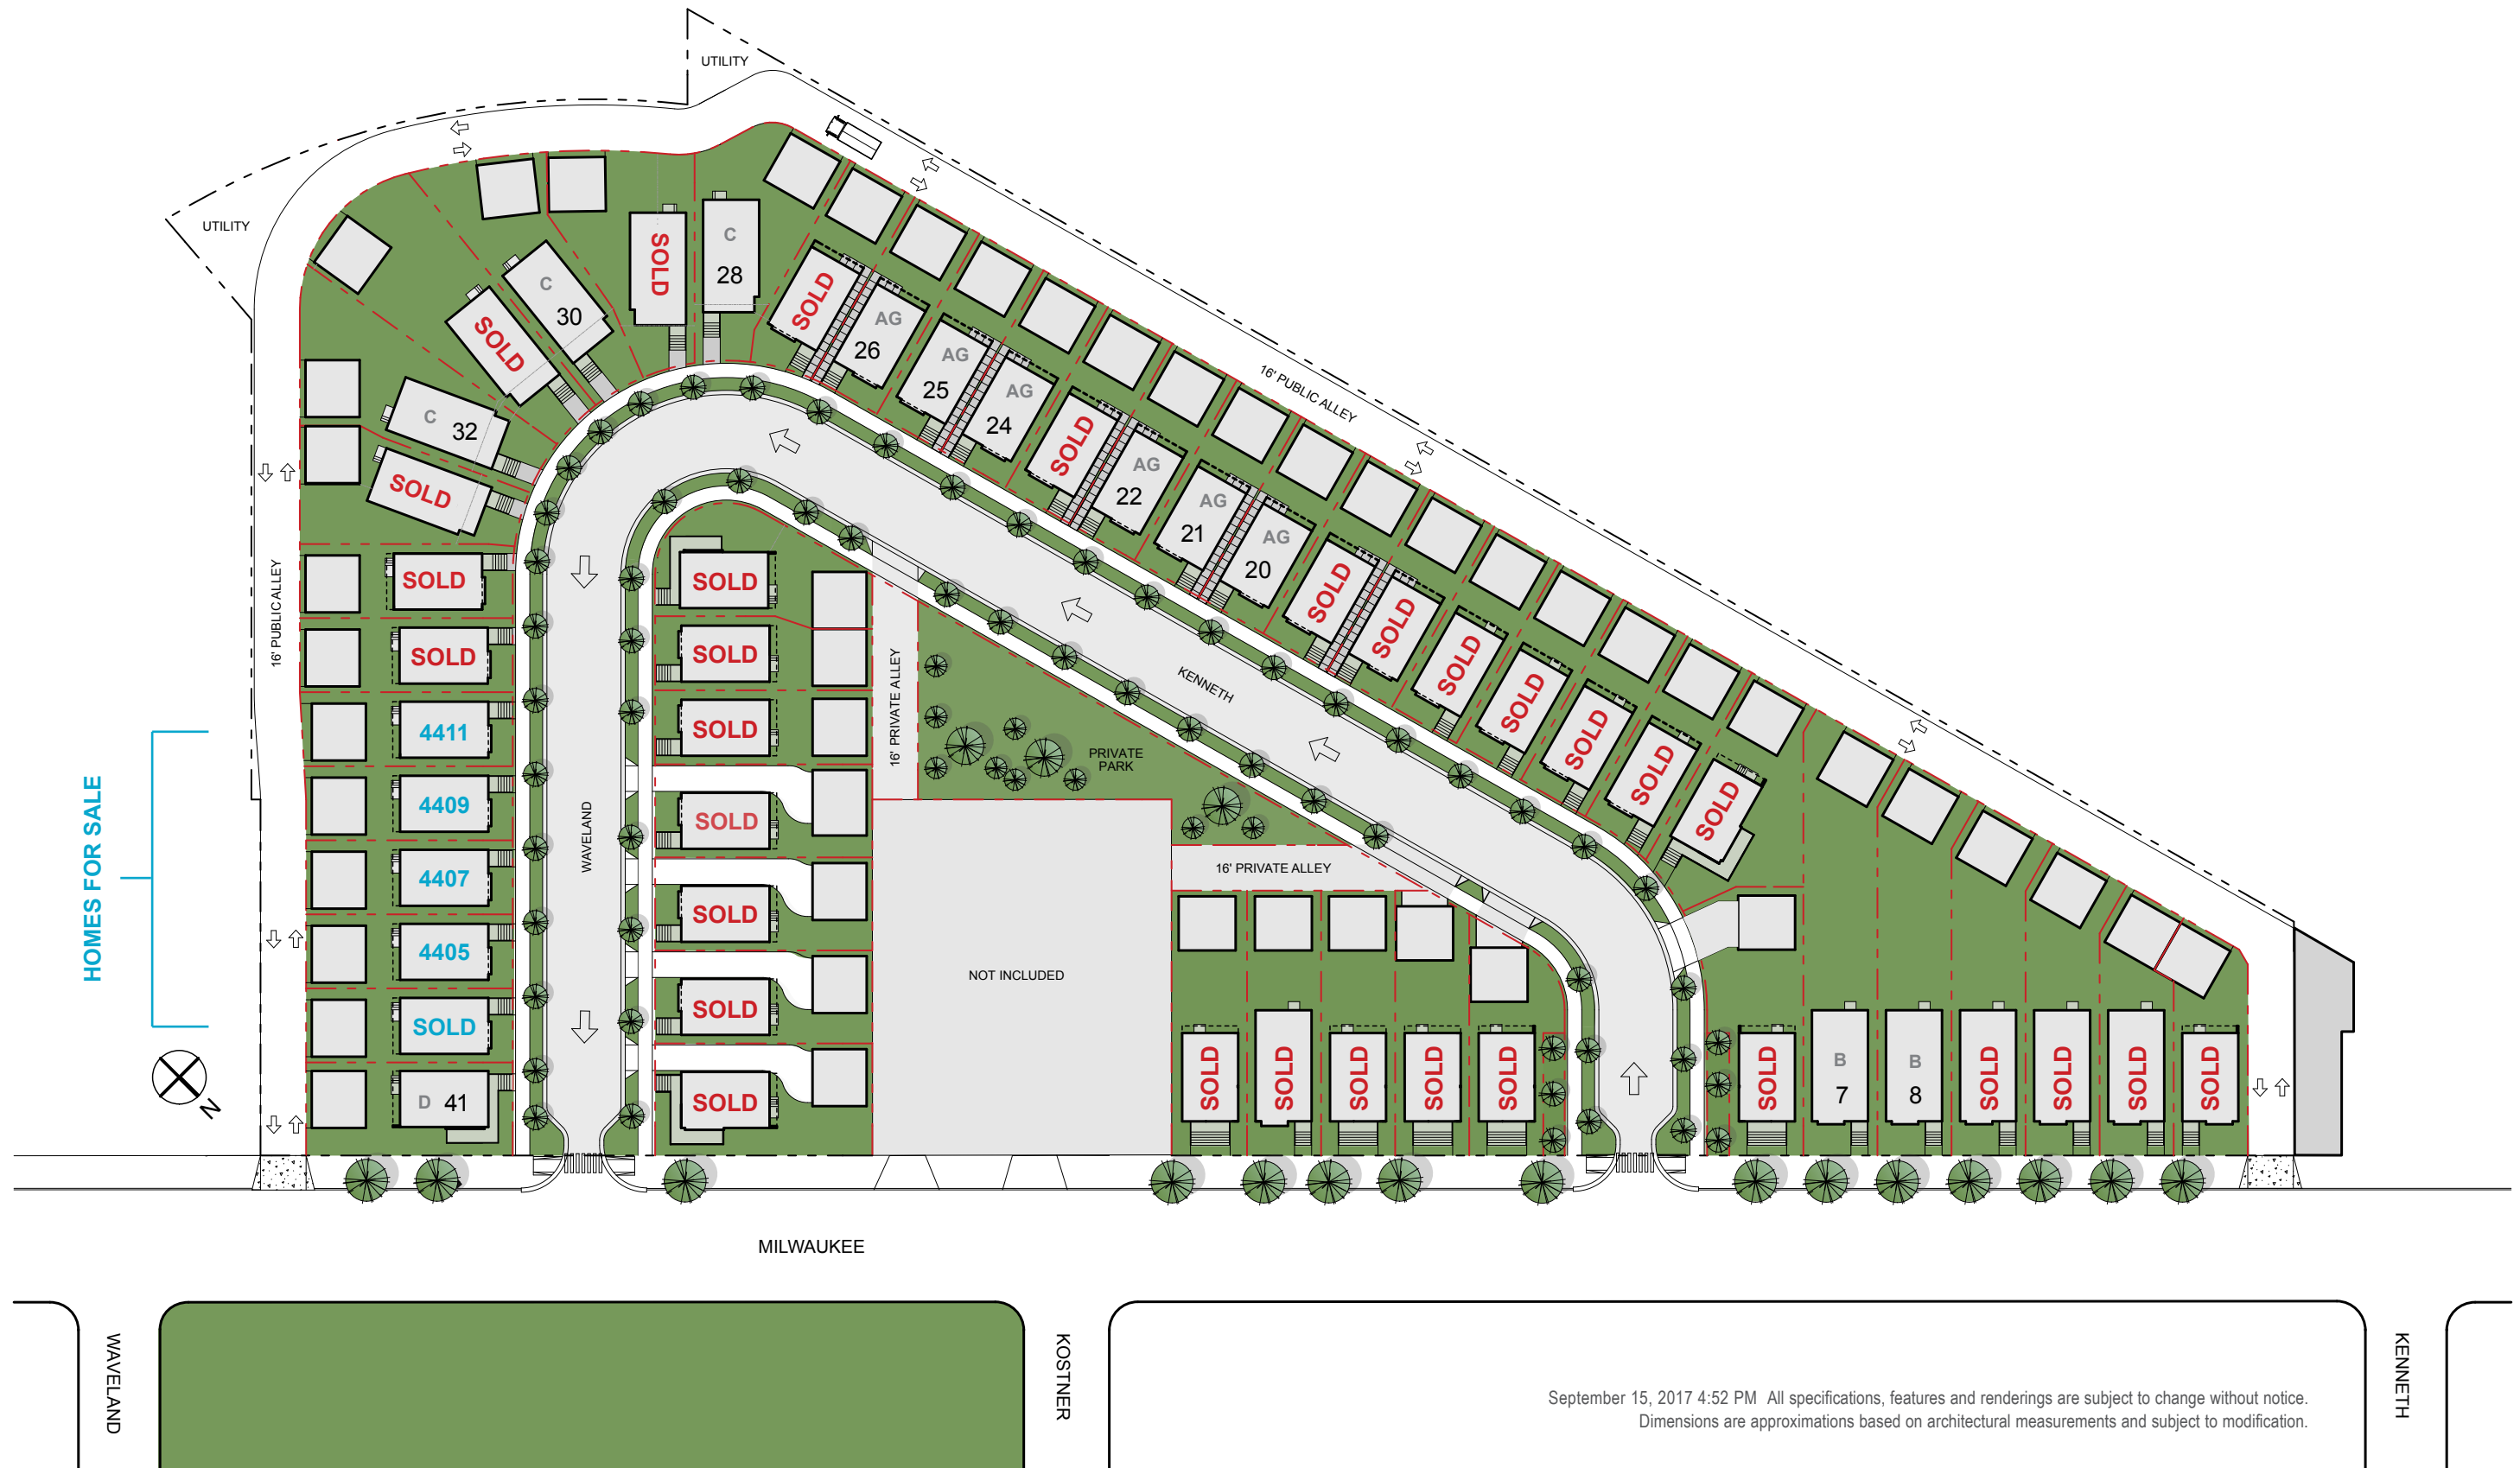 UTILITY
UTILITY
SOLD
C
28
C
30
SOLD
SOLD
AG
26
AG
25
AG
24
C
32
SOLD
SOLD
AG
22
AG
21
AG
20
16' PUBLIC ALLEY
SOLD
SOLD
SOLD
SOLD
SOLD
SOLD
SOLD
16' PUBLIC ALLEY
SOLD
SOLD
4411
4409
4407
4405
SOLD
D 41
HOMES FOR SALE
N
WAVELAND
SOLD
SOLD
SOLD
SOLD
SOLD
SOLD
SOLD
16' PRIVATE ALLEY
KENNETH
PRIVATE
PARK
16' PRIVATE ALLEY
NOT INCLUDED
SOLD
SOLD
SOLD
SOLD
SOLD
SOLD
B
7
B
8
SOLD
SOLD
SOLD
SOLD
MILWAUKEE
WAVELAND
KOSTNER
KENNETH
September 15, 2017 4:52 PM All specifications, features and renderings are subject to change without notice.
Dimensions are approximations based on architectural measurements and subject to modification.